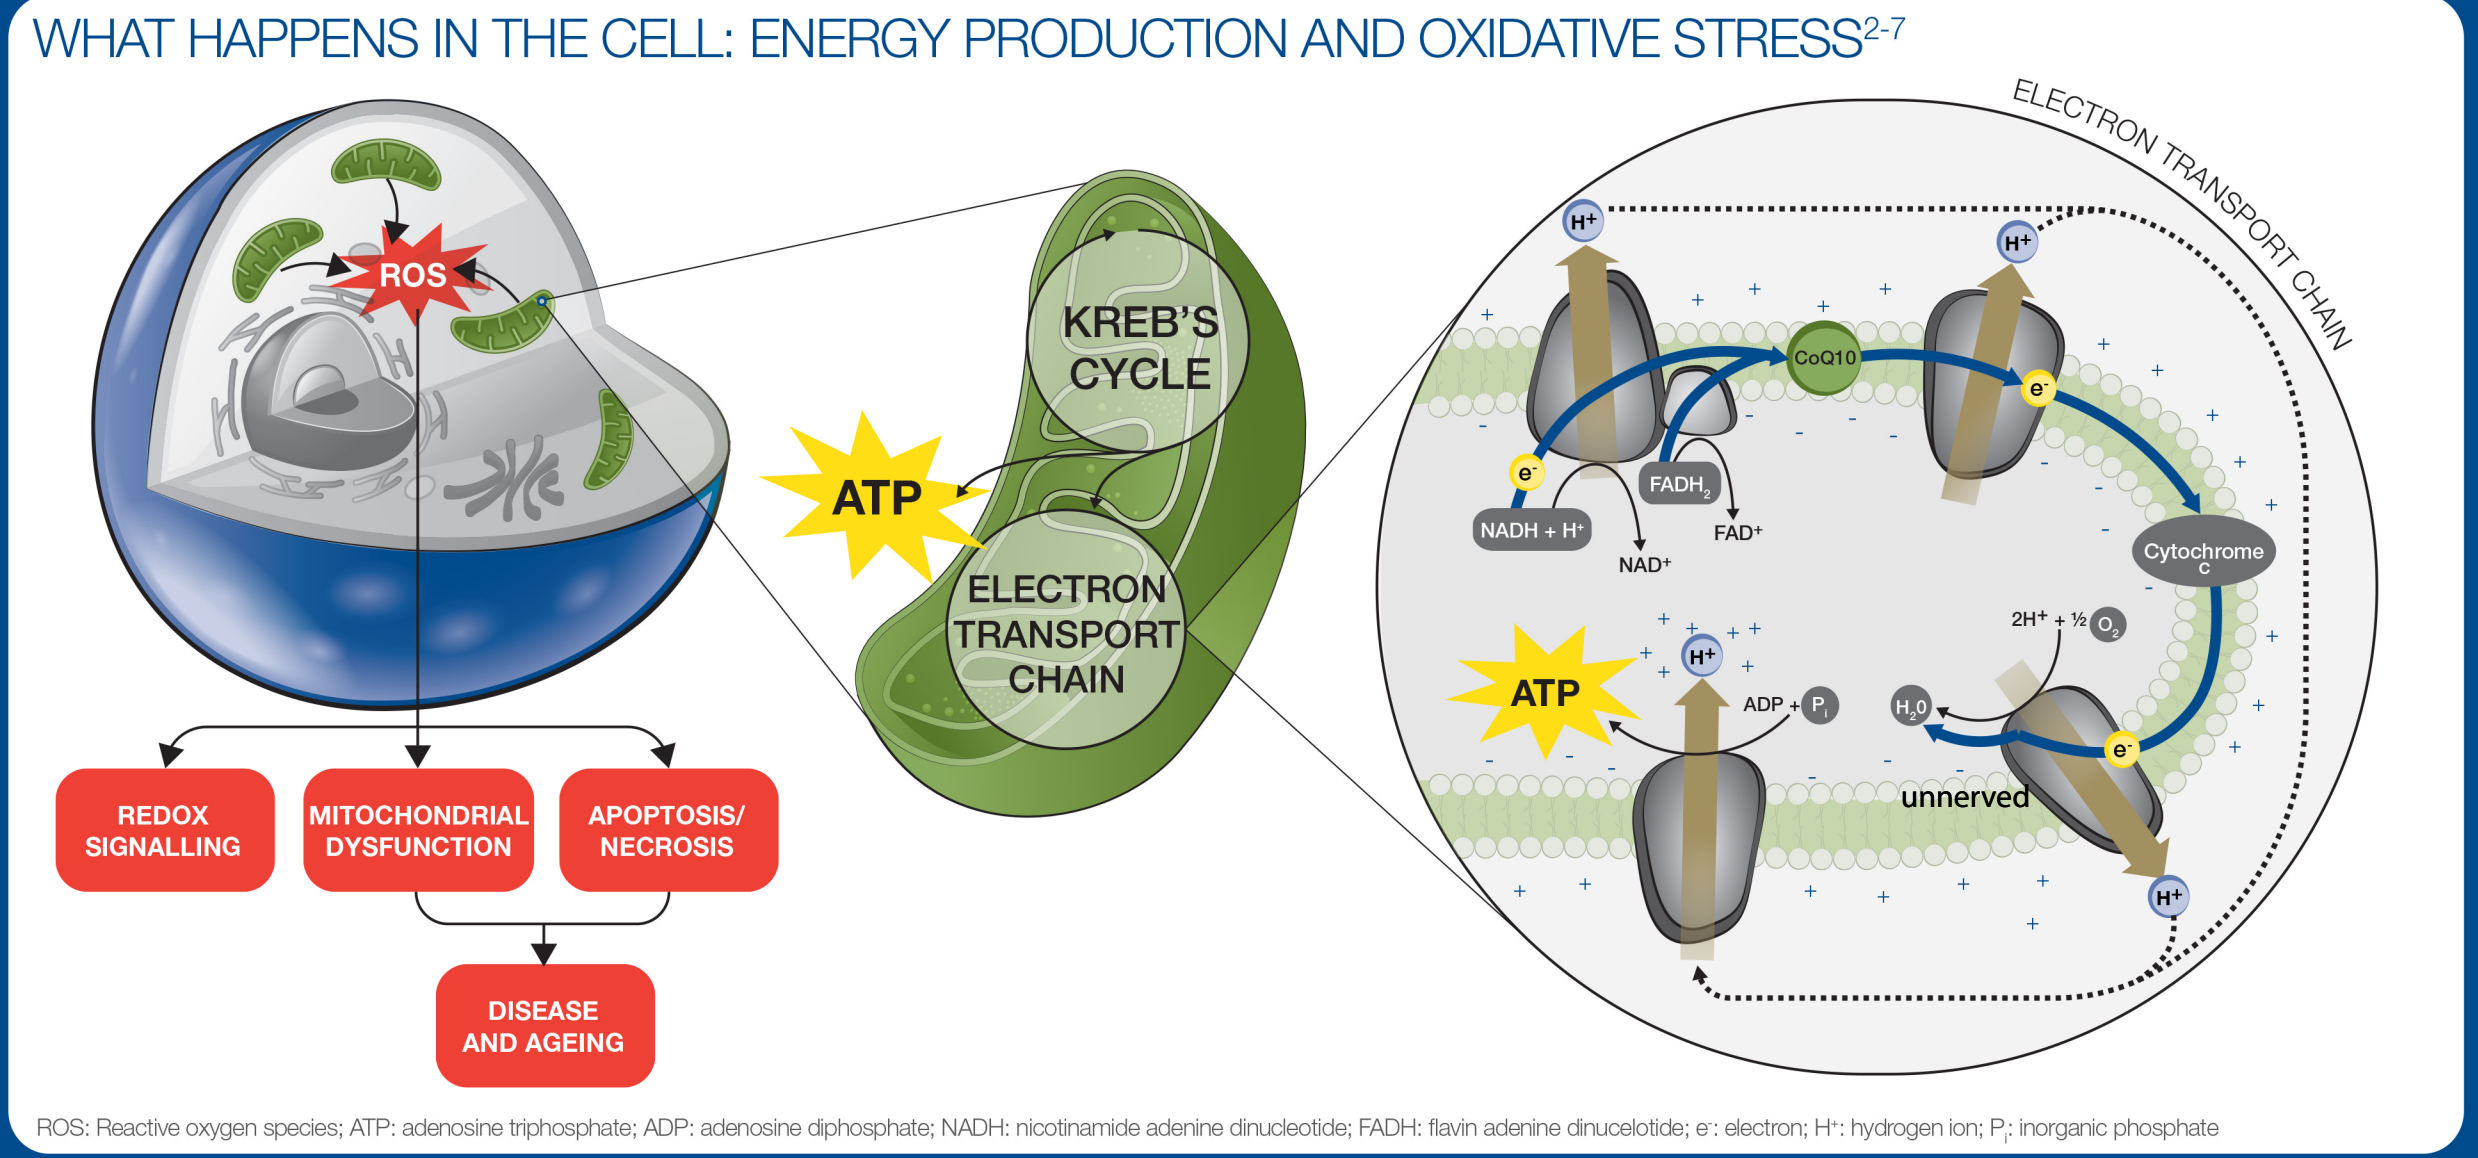 WHAT HAPPENS IN THE CELL: ENERGY PRODUCTION AND OXIDATIVE STRESS2-7
ROS
REDOX
SIGNALLING
MITOCHONDRIAL
DYSFUNCTION
APOPTOSIS/
NECROSIS
DISEASE
AND AGEING
KREB'S
CYCLE
ATP
ELECTRON
TRANSPORT
CHAIN
ELECTRON TRANSPORT CHAIN
H+
H+
CoQ10
e-
e-
FADH2
NADH + H+
FAD+
NAD+
Cytochrome
C
2H+ + ½ O2
H+
ATP
ADP + Pi
H20
e-
unnerved
H+
ROS: Reactive oxygen species; ATP: adenosine triphosphate; ADP: adenosine diphosphate; NADH: nicotinamide adenine dinucleotide; FADH: flavin adenine dinucelotide; e-: electron; H+: hydrogen ion; Pi: inorganic phosphate